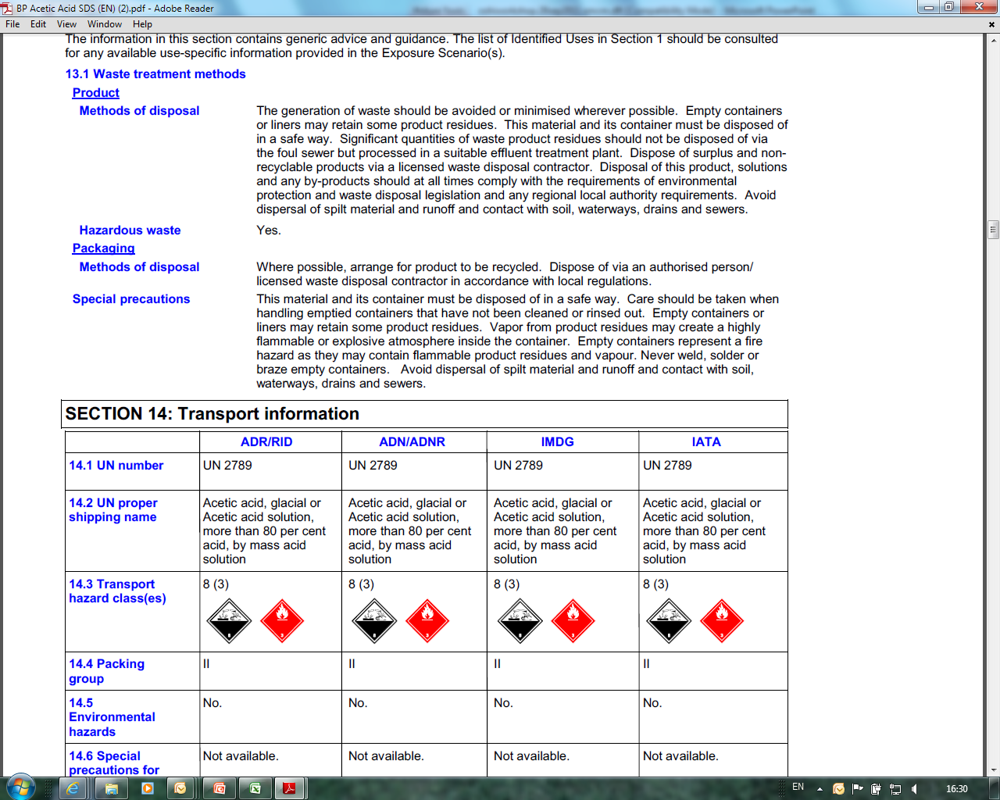 BP Acetic Acid SDS (EN) (2).pdf - Adobe Reader
File Edit View Window Help
The information in this section contains generic advice and guidance. The list of Identified Uses in Section 1 should be consulted
for any available use-specific information provided in the Exposure Scenario(s).
13.1 Waste treatment methods
Product
Methods of disposal The generation of waste should be avoided or minimised wherever possible. Empty containers
or liners may retain some product residues. This material and its container must be disposed of
in a safe way. Significant quantities of waste product residues should not be disposed of via
the foul sewer but processed in a suitable effluent treatment plant. Dispose of surplus and non-
recyclable products via a licensed waste disposal contractor. Disposal of this product, solutions
and any by-products should at all times comply with the requirements of environmental
protection and waste disposal legislation and any regional local authority requirements. Avoid
dispersal of spilt material and runoff and contact with soil, waterways, drains and sewers.
Hazardous waste Yes.
Packaging
Methods of disposal Where possible, arrange for product to be recycled. Dispose of via an authorised person/
licensed waste disposal contractor in accordance with local regulations.
Special precautions This material and its container must be disposed of in a safe way. Care should be taken when
handling emptied containers that have not been cleaned or rinsed out. Empty containers or
liners may retain some product residues. Vapor from product residues may create a highly
flammable or explosive atmosphere inside the container. Empty containers represent a fire
hazard as they may contain flammable product residues and vapour. Never weld, solder or
braze empty containers. Avoid dispersal of spilt material and runoff and contact with soil,
waterways, drains and sewers.
SECTION 14: Transport information
ADR/RID ADN/ADNR IMDG IATA
14.1 UN number UN 2789 UN 2789 UN 2789 UN 2789
14.2 UN proper Acetic acid, glacial or Acetic acid, glacial or Acetic acid, glacial or Acetic acid, glacial or
shipping name Acetic acid solution, Acetic acid solution, Acetic acid solution, Acetic acid solution,
more than 80 per cent more than 80 per cent more than 80 per cent more than 80 per cent
acid, by mass acid acid, by mass acid acid, by mass acid acid, by mass acid
solution solution solution solution
14.3 Transport 8 (3) 8 (3) 8 (3) 8 (3)
hazard class(es)
8 3 8 3 8 3 8 3
14.4 Packing II II II II
group
14.5 No. No. No. No.
Environmental
hazards
14.6 Special Not available. Not available. Not available. Not available.
precautions for
EN 16:30